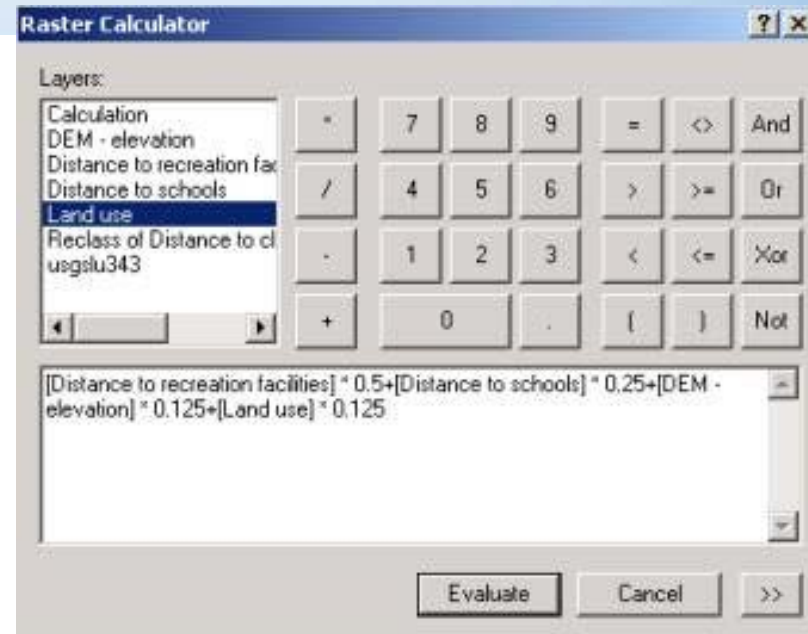 Raster Calculator ? ×
Layers:
Calculation
DEM - elevation
Distance to recreation fac
Distance to schools
Land use
Reclass of Distance to cl
usgslu343
* 7 8 9 = <> And
/ 4 5 6 > >= Or
- 1 2 3 < <= Xor
+ 0 . ( ) Not
[Distance to recreation facilities] * 0.5+[Distance to schools] * 0.25+[DEM -
elevation] * 0.125+[Land use] * 0.125
Evaluate Cancel >>